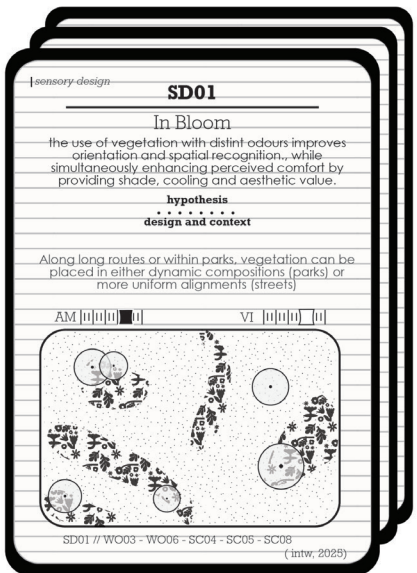 sensory design
SD01
In Bloom
the use of vegetation with distint odours improves
orientation and spatial recognition., while
simultaneously enhancing perceived comfort by
providing shade, cooling and aesthetic value.
hypothesis
design and context
Along long routes or within parks, vegetation can be
placed in either dynamic compositions (parks) or
more uniform alignments (streets)
AM VI
SD01 // WO03 - WO06 - SC04 - SC05 - SC08
( intw, 2025)